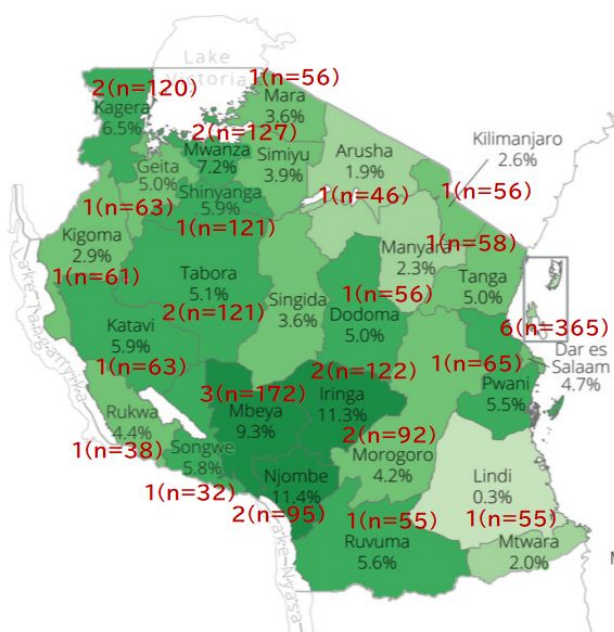 Lake
Victoria
1(n=56)
2(n=120)
Mara
3.6%
Kagera
6.5%
2(n=127)
Mwanza
7.2%
Simiyu
3.9%
Arusha
1.9%
Kilimanjaro
2.6%
Geita
5.0%
Shinyanga
5.9%
1(n=46)
1(n=56)
1(n=63)
1(n=121)
Kigoma
2.9%
Manyara
2.3%
1(n=58)
1(n=61)
Tabora
5.1%
Tanga
5.0%
1(n=56)
Singida
3.6%
Dodoma
5.0%
2(n=121)
6(n=365)
Lake Tanganyika
Katavi
5.9%
Dar es
Salaam
4.7%
1(n=63)
2(n=122)
1(n=65)
Pwani
5.5%
3(n=172)
Mbeya
9.3%
Iringa
11.3%
Rukwa
4.4%
2(n=92)
Morogoro
4.2%
1(n=38)
Songwe
5.8%
Njombe
11.4%
Lindi
0.3%
1(n=32)
2(n=95)
1(n=55)
1(n=55)
Lake Nyasa
Ruvuma
5.6%
Mtwara
2.0%